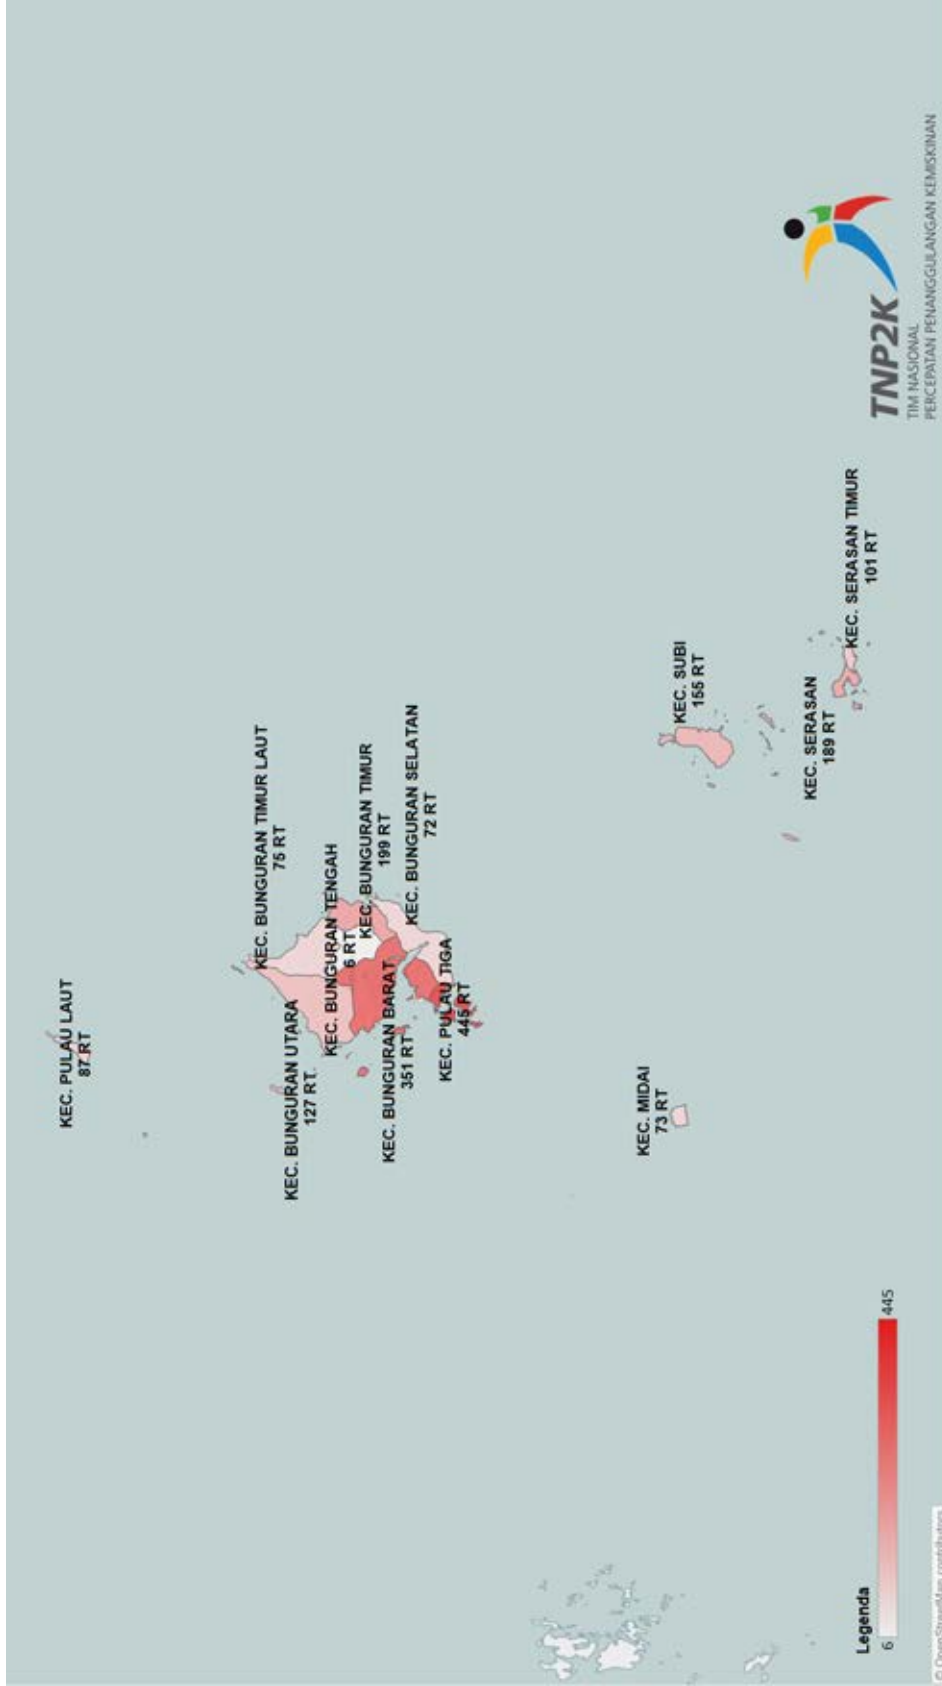 KEC. PULAU LAUT
87 RT
KEC. BUNGURAN TIMUR LAUT
75 RT
KEC. BUNGURAN UTARA
127 RT
KEC. BUNGURAN TENGAH
6 RT
KEC. BUNGURAN TIMUR
199 RT
KEC. BUNGURAN BARAT
351 RT
KEC. BUNGURAN SELATAN
72 RT
KEC. PULAU TIGA
445 RT
KEC. MIDAI
73 RT
KEC. SUBI
155 RT
KEC. SERASAN
189 RT
KEC. SERASAN TIMUR
101 RT
Legenda
6
445
TNP2K
TIM NASIONAL
PERCEPATAN PENANGGULANGAN KEMISKINAN
© OpenStreetMap contributors